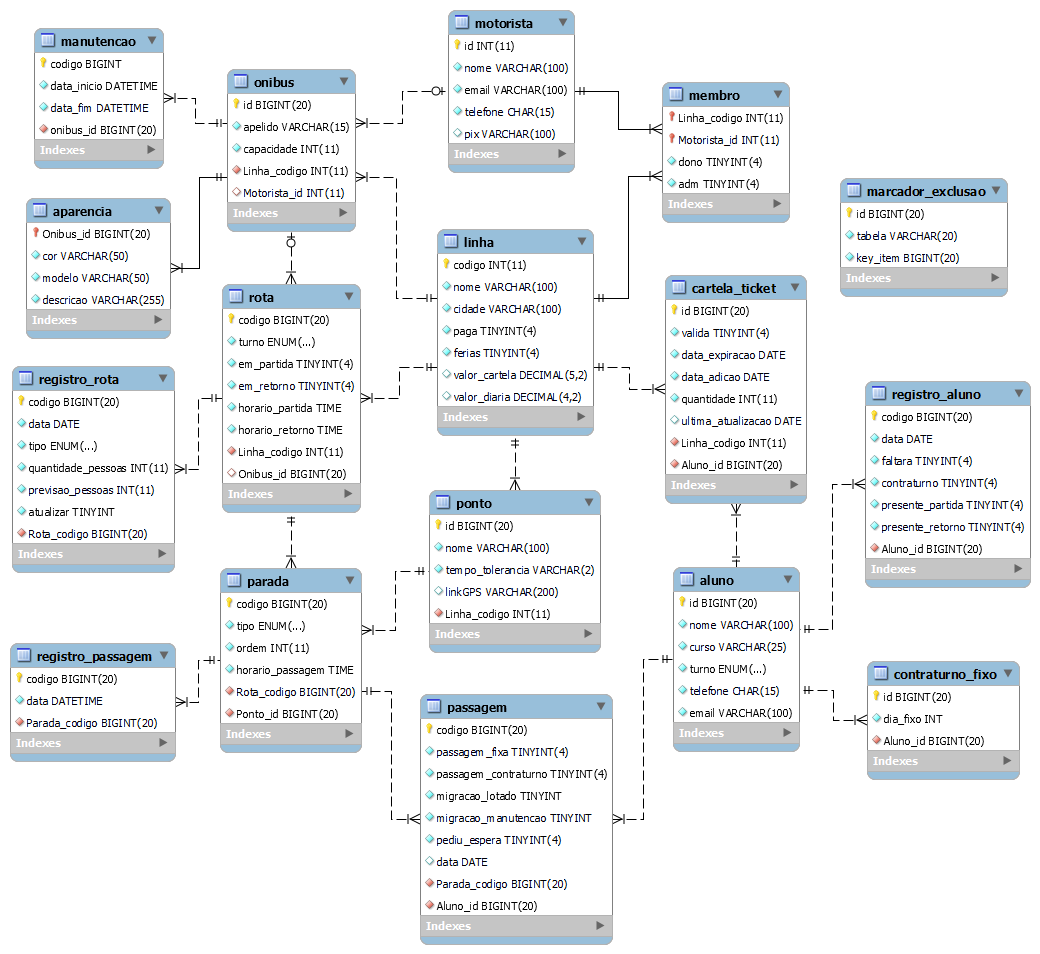 manutencao
codigo BIGINT
data_inicio DATETIME
data_fim DATETIME
onibus_id BIGINT(20)
Indexes
onibus
id BIGINT(20)
apelido VARCHAR(15)
capacidade INT(11)
Linha_codigo INT(11)
Motorista_id INT(11)
Indexes
motorista
id INT(11)
nome VARCHAR(100)
email VARCHAR(100)
telefone CHAR(15)
pix VARCHAR(100)
Indexes
membro
Linha_codigo INT(11)
Motorista_id INT(11)
dono TINYINT(4)
adm TINYINT(4)
Indexes
marcador_exclusao
id BIGINT(20)
tabela VARCHAR(20)
key_item BIGINT(20)
Indexes
aparencia
Onibus_id BIGINT(20)
cor VARCHAR(50)
modelo VARCHAR(50)
descricao VARCHAR(255)
Indexes
linha
codigo INT(11)
nome VARCHAR(100)
cidade VARCHAR(100)
paga TINYINT(4)
ferias TINYINT(4)
valor_cartela DECIMAL(5,2)
valor_diaria DECIMAL(4,2)
Indexes
cartela_ticket
id BIGINT(20)
valida TINYINT(4)
data_expiracao DATE
data_adicao DATE
quantidade INT(11)
ultima_atualizacao DATE
Linha_codigo INT(11)
Aluno_id BIGINT(20)
Indexes
rota
codigo BIGINT(20)
turno ENUM(...)
em_partida TINYINT(4)
em_retorno TINYINT(4)
horario_partida TIME
horario_retorno TIME
Linha_codigo INT(11)
Onibus_id BIGINT(20)
Indexes
registro_rota
codigo BIGINT(20)
data DATE
tipo ENUM(...)
quantidade_pessoas INT(11)
previsao_pessoas INT(11)
atualizar TINYINT
Rota_codigo BIGINT(20)
Indexes
registro_aluno
codigo BIGINT(20)
data DATE
faltara TINYINT(4)
contraturno TINYINT(4)
presente_partida TINYINT(4)
presente_retorno TINYINT(4)
Aluno_id BIGINT(20)
Indexes
ponto
id BIGINT(20)
nome VARCHAR(100)
tempo_tolerancia VARCHAR(2)
linkGPS VARCHAR(200)
Linha_codigo INT(11)
Indexes
parada
codigo BIGINT(20)
tipo ENUM(...)
ordem INT(11)
horario_passagem TIME
Rota_codigo BIGINT(20)
Ponto_id BIGINT(20)
Indexes
aluno
id BIGINT(20)
nome VARCHAR(100)
curso VARCHAR(25)
turno ENUM(...)
telefone CHAR(15)
email VARCHAR(100)
Indexes
registro_passagem
codigo BIGINT(20)
data DATETIME
Parada_codigo BIGINT(20)
Indexes
contraturno_fixo
id BIGINT(20)
dia_fixo INT
Aluno_id BIGINT(20)
Indexes
passagem
codigo BIGINT(20)
passagem_fixa TINYINT(4)
passagem_contraturno TINYINT(4)
migracao_lotado TINYINT
migracao_manutencao TINYINT
pediu_espera TINYINT(4)
data DATE
Parada_codigo BIGINT(20)
Aluno_id BIGINT(20)
Indexes